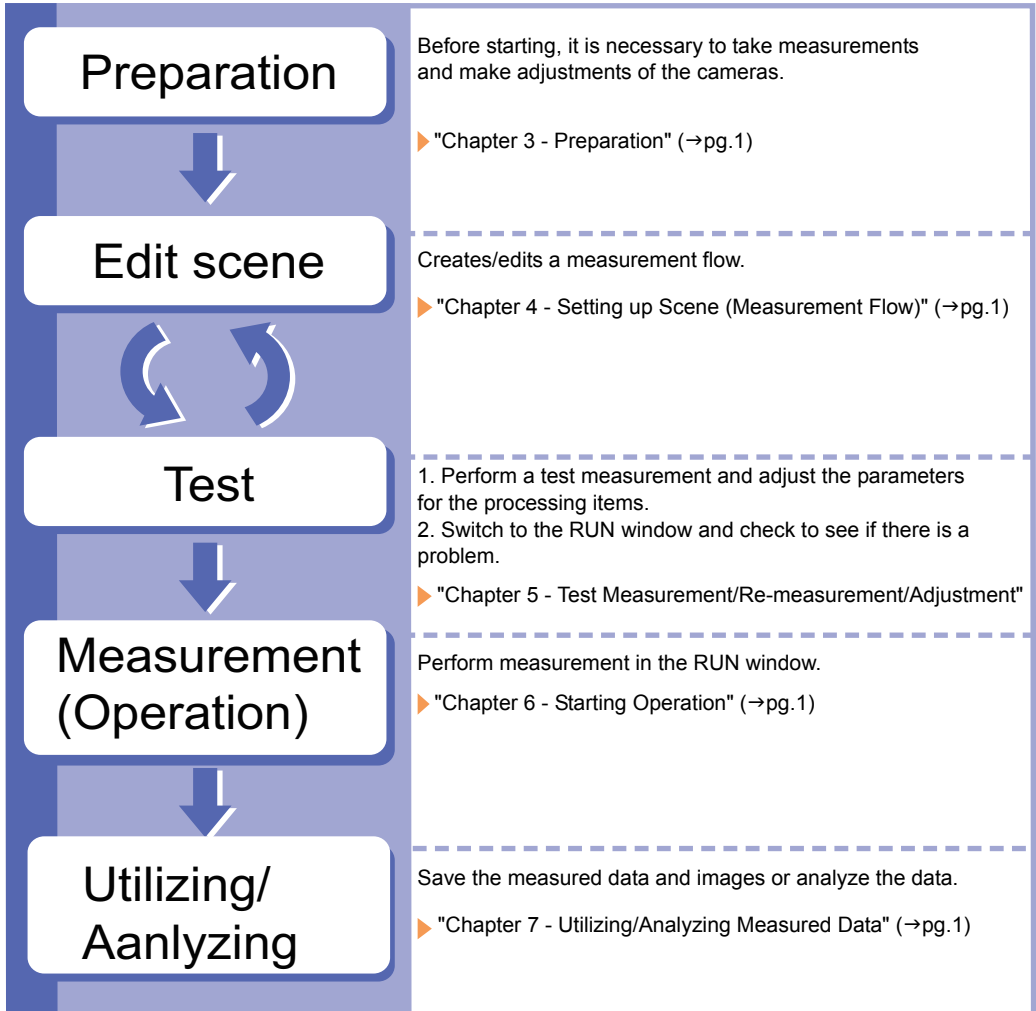 Preparation
Before starting, it is necessary to take measurements
and make adjustments of the cameras.
"Chapter 3 - Preparation" (→pg.1)
Edit scene
Creates/edits a measurement flow.
"Chapter 4 - Setting up Scene (Measurement Flow)" (→pg.1)
Test
1. Perform a test measurement and adjust the parameters
for the processing items.
2. Switch to the RUN window and check to see if there is a
problem.
"Chapter 5 - Test Measurement/Re-measurement/Adjustment"
Measurement
(Operation)
Perform measurement in the RUN window.
"Chapter 6 - Starting Operation" (→pg.1)
Utilizing/
Aanlyzing
Save the measured data and images or analyze the data.
"Chapter 7 - Utilizing/Analyzing Measured Data" (→pg.1)